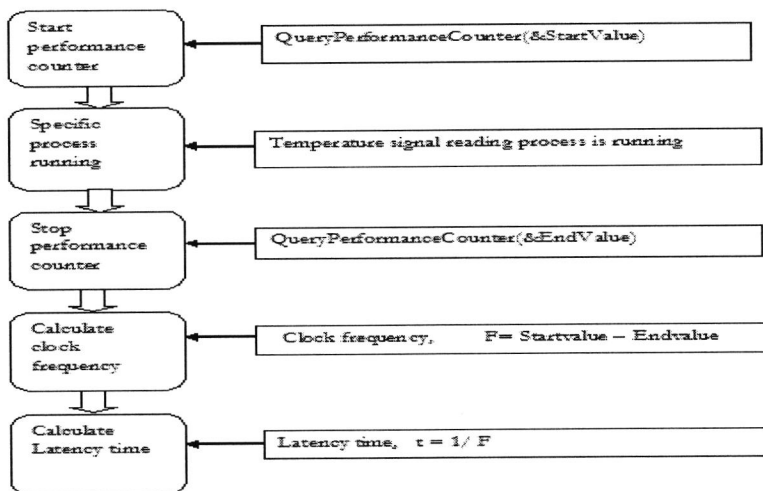 Start
performance
counter
QueryPerformanceCounter(&StartValue)
Specific
process
running
Temperature signal reading process is running
Stop
performance
counter
QueryPerformanceCounter(&EndValue)
Calculate
clock
frequency
Clock frequency, F= Startvalue – Endvalue
Calculate
Latency time
Latency time, t = 1/ F